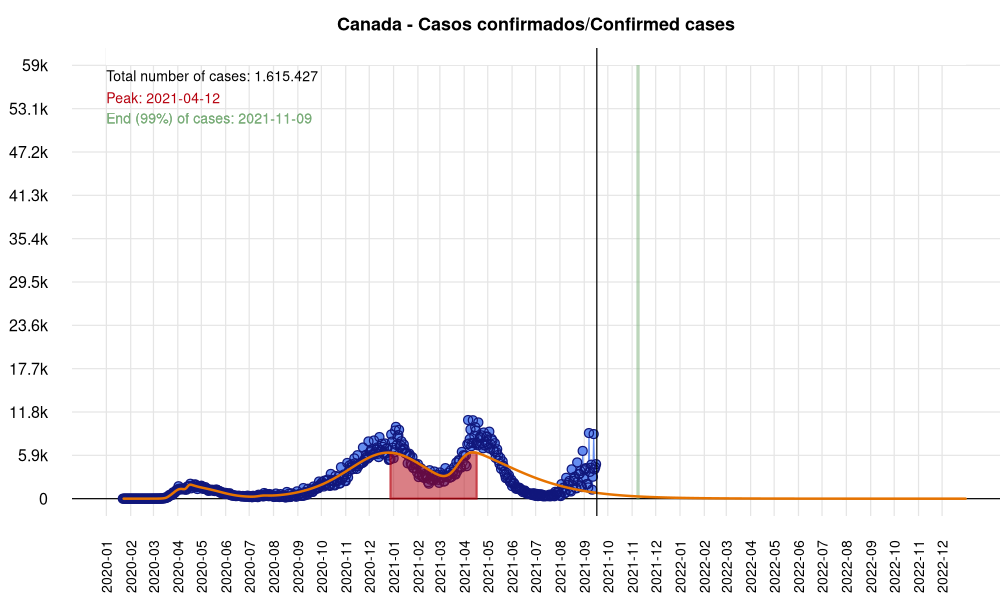 Canada - Casos confirmados/Confirmed cases
Total number of cases: 1.615.427
Peak: 2021-04-12
End (99%) of cases: 2021-11-09
59k
53.1k
47.2k
41.3k
35.4k
29.5k
23.6k
17.7k
11.8k
5.9k
0
2020-01
2020-02
2020-03
2020-04
2020-05
2020-06
2020-07
2020-08
2020-09
2020-10
2020-11
2020-12
2021-01
2021-02
2021-03
2021-04
2021-05
2021-06
2021-07
2021-08
2021-09
2021-10
2021-11
2021-12
2022-01
2022-02
2022-03
2022-04
2022-05
2022-06
2022-07
2022-08
2022-09
2022-10
2022-11
2022-12